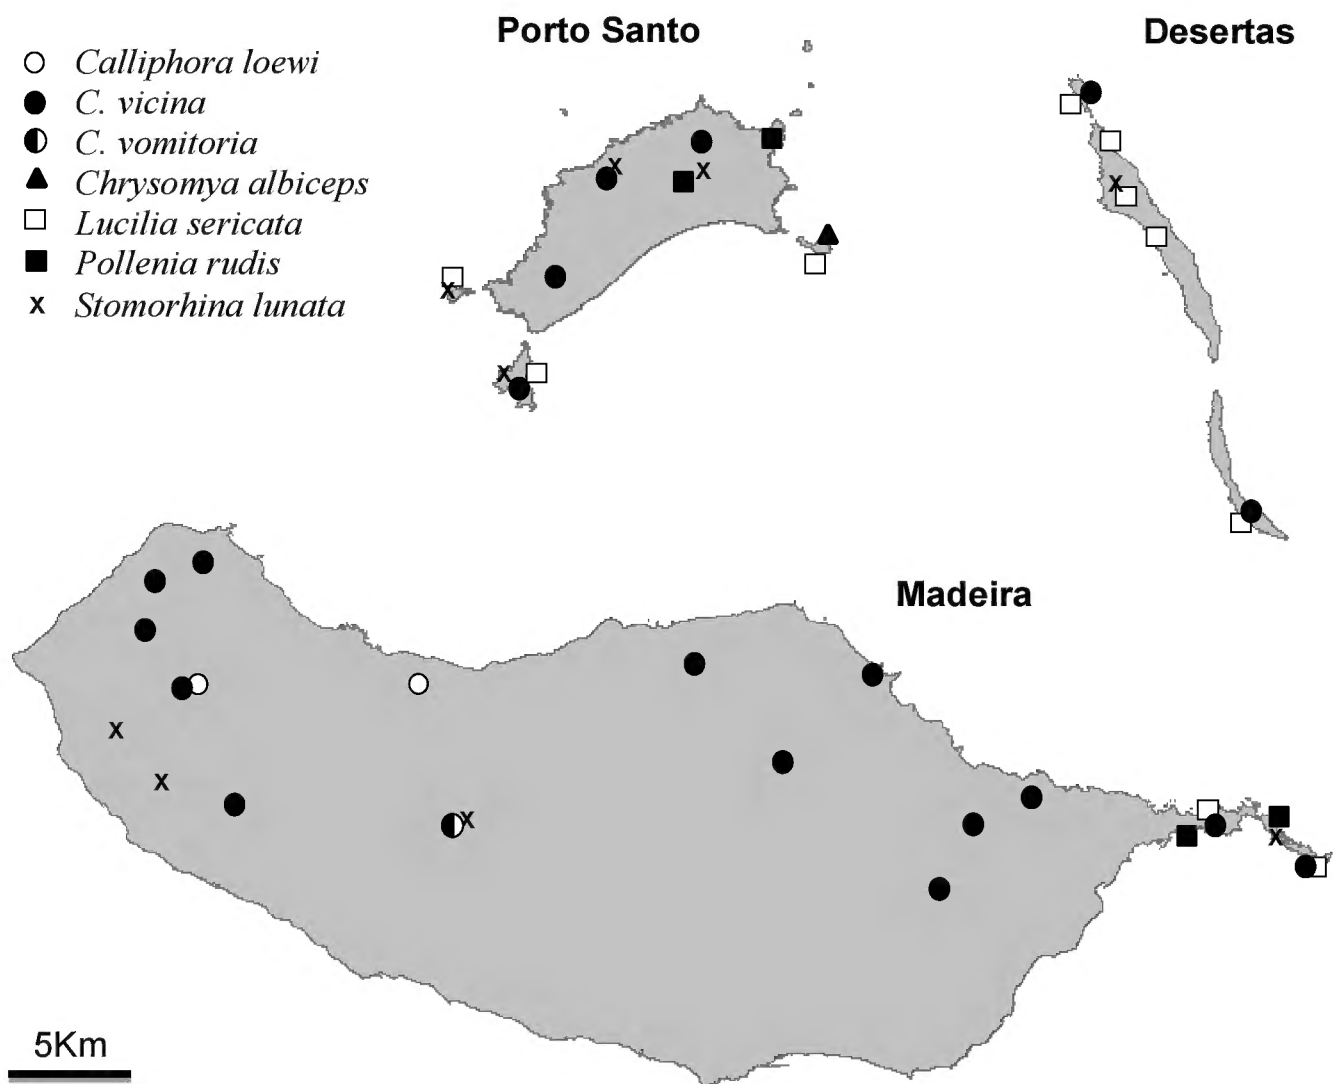 Porto Santo
Desertas
Calliphora loewi
C. vicina
C. vomitoria
Chrysomya albiceps
Lucilia sericata
Pollenia rudis
x Stomorhina lunata
Madeira
5Km